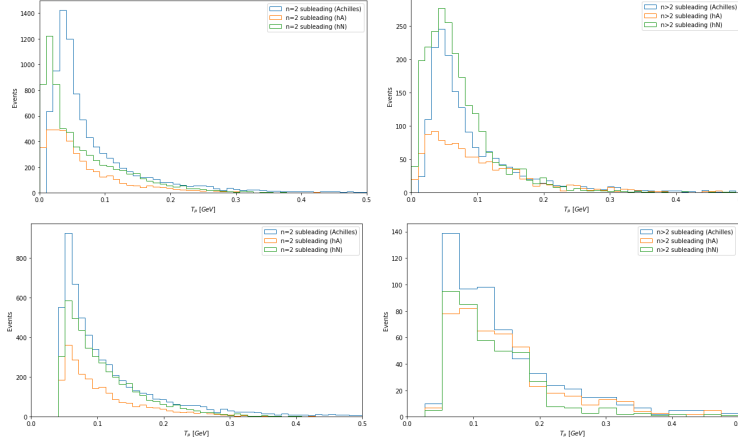 1400
1200
1000
800
600
400
200
0
Events
n=2 subleading (Achilles)
n=2 subleading (hA)
n=2 subleading (hN)
0.0 0.1 0.2 0.3 0.4 0.5
Tₚ [GeV]
250
200
150
100
50
0
Events
n>2 subleading (Achilles)
n>2 subleading (hA)
n>2 subleading (hN)
0.0 0.1 0.2 0.3 0.4
Tₚ [GeV]
800
600
400
200
0
Events
n=2 subleading (Achilles)
n=2 subleading (hA)
n=2 subleading (hN)
0.0 0.1 0.2 0.3 0.4 0.5
Tₚ [GeV]
140
120
100
80
60
40
20
0
Events
n>2 subleading (Achilles)
n>2 subleading (hA)
n>2 subleading (hN)
0.0 0.1 0.2 0.3 0.4 0.5
Tₚ [GeV]